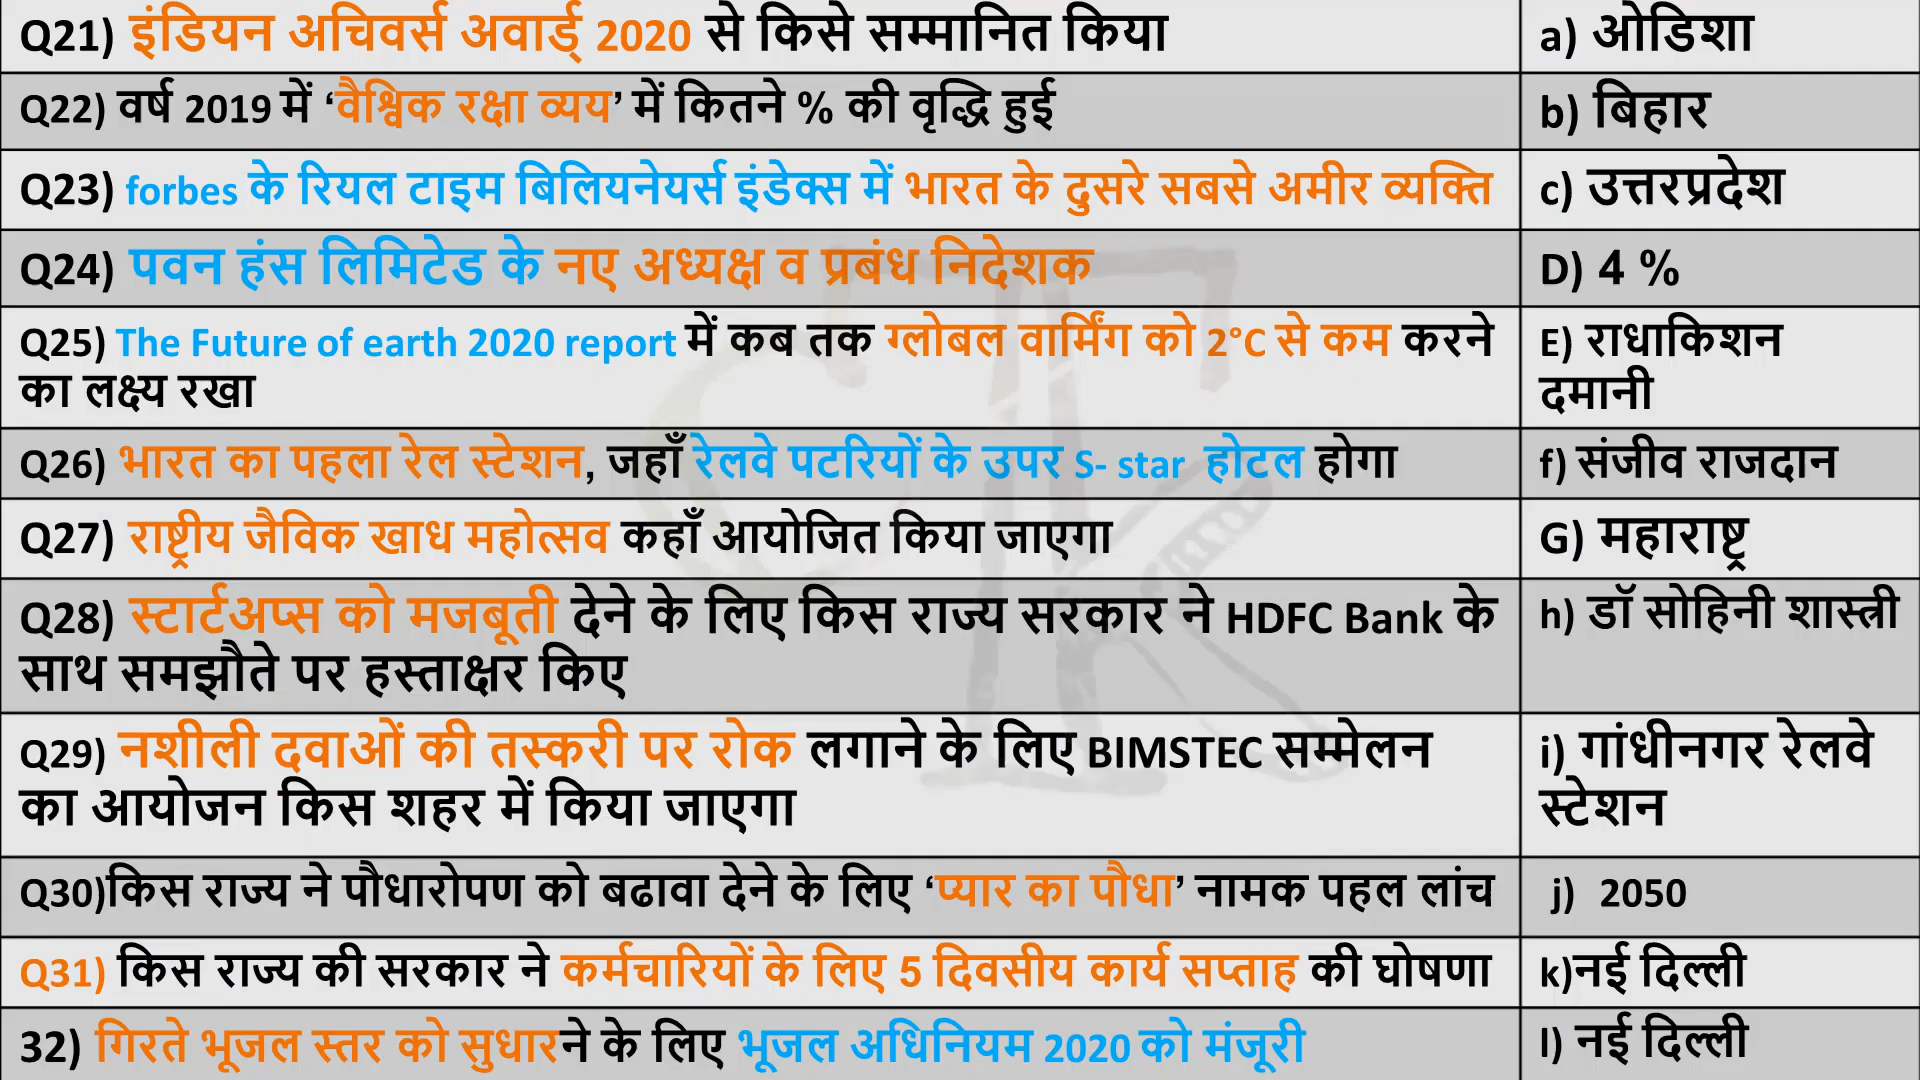 Q21) इंडियन अचिवर्स अवार्ड् 2020 से किसे सम्मानित किया
a) ओडिशा
Q22) वर्ष 2019 में ‘वैश्विक रक्षा व्यय’ में कितने % की वृद्धि हुई
b) बिहार
Q23) forbes के रियल टाइम बिलियनेयर्स इंडेक्स में भारत के दुसरे सबसे अमीर व्यक्ति
c) उत्तरप्रदेश
Q24) पवन हंस लिमिटेड के नए अध्यक्ष व प्रबंध निदेशक
D) 4 %
Q25) The Future of earth 2020 report में कब तक ग्लोबल वार्मिंग को 2°C से कम करने
का लक्ष्य रखा
E) राधाकिशन
दमानी
Q26) भारत का पहला रेल स्टेशन, जहाँ रेलवे पटरियों के उपर S- star होटल होगा
f) संजीव राजदान
Q27) राष्ट्रीय जैविक खाध महोत्सव कहाँ आयोजित किया जाएगा
G) महाराष्ट्र
Q28) स्टार्टअप्स को मजबूती देने के लिए किस राज्य सरकार ने HDFC Bank के
साथ समझौते पर हस्ताक्षर किए
h) डॉ सोहिनी शास्त्री
Q29) नशीली दवाओं की तस्करी पर रोक लगाने के लिए BIMSTEC सम्मेलन
का आयोजन किस शहर में किया जाएगा
i) गांधीनगर रेलवे
स्टेशन
Q30)किस राज्य ने पौधारोपण को बढावा देने के लिए ‘प्यार का पौधा’ नामक पहल लांच
j) 2050
Q31) किस राज्य की सरकार ने कर्मचारियों के लिए 5 दिवसीय कार्य सप्ताह की घोषणा
k)नई दिल्ली
32) गिरते भूजल स्तर को सुधारने के लिए भूजल अधिनियम 2020 को मंजूरी
l) नई दिल्ली